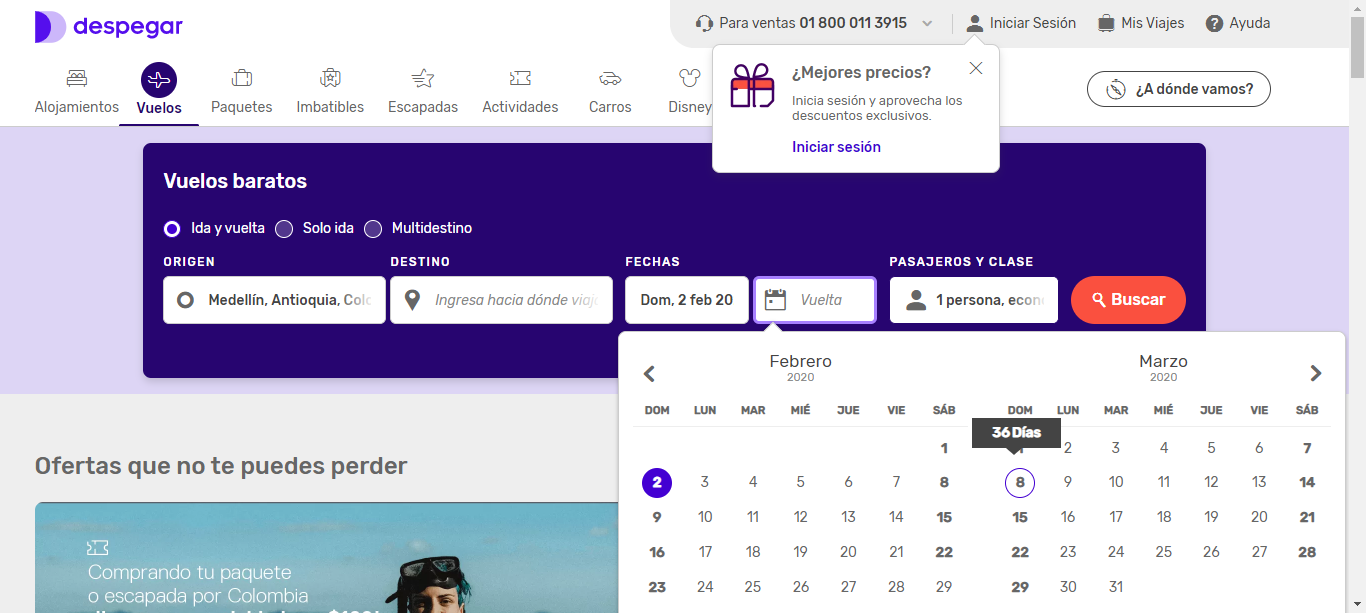 despegar
Para ventas 01 800 011 3915
Iniciar Sesión
Mis Viajes
Ayuda
Alojamientos
Vuelos
Paquetes
Imbatibles
Escapadas
Actividades
Carros
Disney
¿Mejores precios?
Inicia sesión y aprovecha los
descuentos exclusivos.
Iniciar sesión
¿A dónde vamos?
Vuelos baratos
Ida y vuelta
Solo ida
Multidestino
ORIGEN
DESTINO
FECHAS
PASAJEROS Y CLASE
Medellín, Antioquia, Colo
Ingresa hacia dónde viaj
Dom, 2 feb 20
Vuelta
1 persona, econ
Buscar
Febrero
2020
DOM LUN MAR MIÉ JUE VIE SÁB
1
2 3 4 5 6 7 8
9 10 11 12 13 14 15
16 17 18 19 20 21 22
23 24 25 26 27 28 29
Marzo
2020
DOM LUN MAR MIÉ JUE VIE SÁB
36 Días
2 3 4 5 6 7
8 9 10 11 12 13 14
15 16 17 18 19 20 21
22 23 24 25 26 27 28
29 30 31
Ofertas que no te puedes perder
Comprando tu paquete
o escapada por Colombia